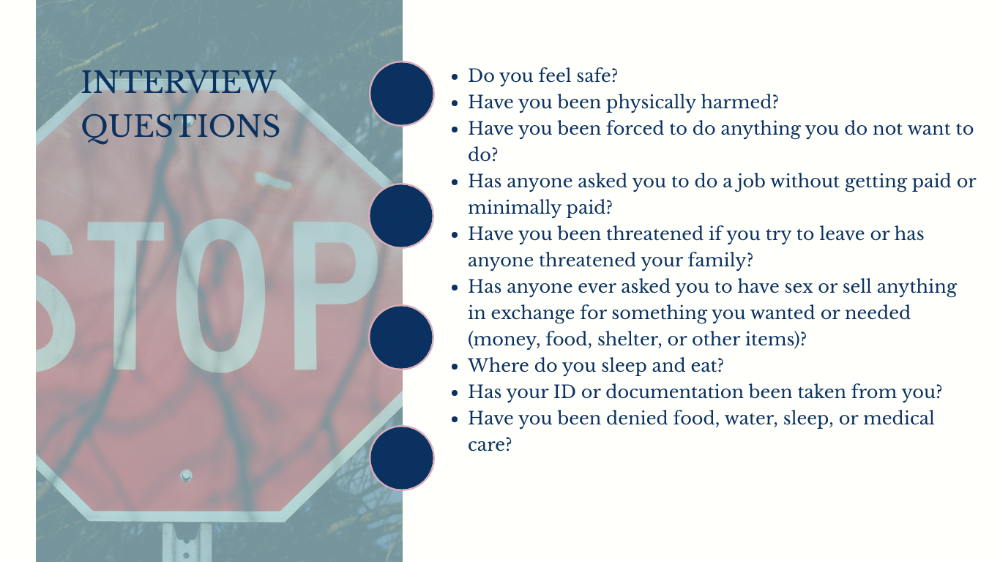 INTERVIEW
QUESTIONS
STOP
• Do you feel safe?
• Have you been physically harmed?
• Have you been forced to do anything you do not want to
do?
• Has anyone asked you to do a job without getting paid or
minimally paid?
• Have you been threatened if you try to leave or has
anyone threatened your family?
• Has anyone ever asked you to have sex or sell anything
in exchange for something you wanted or needed
(money, food, shelter, or other items)?
• Where do you sleep and eat?
• Has your ID or documentation been taken from you?
• Have you been denied food, water, sleep, or medical
care?